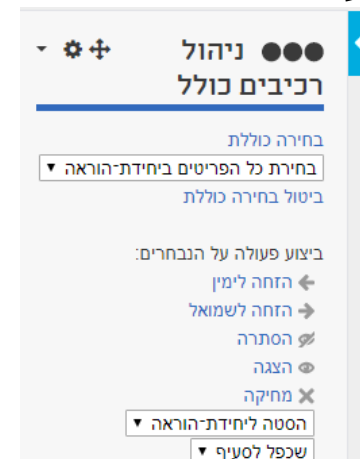 ניהול
רכיבים כולל
בחירה כוללת
בחירת כל הפריטים ביחידת־הוראה
ביטול בחירה כוללת
ביצוע פעולה על הנבחרים:
הזחה לימין
הזחה לשמואל
הסתרה
הצגה
מחיקה
הסטה ליחידת־הוראה
שכפל לסעיף